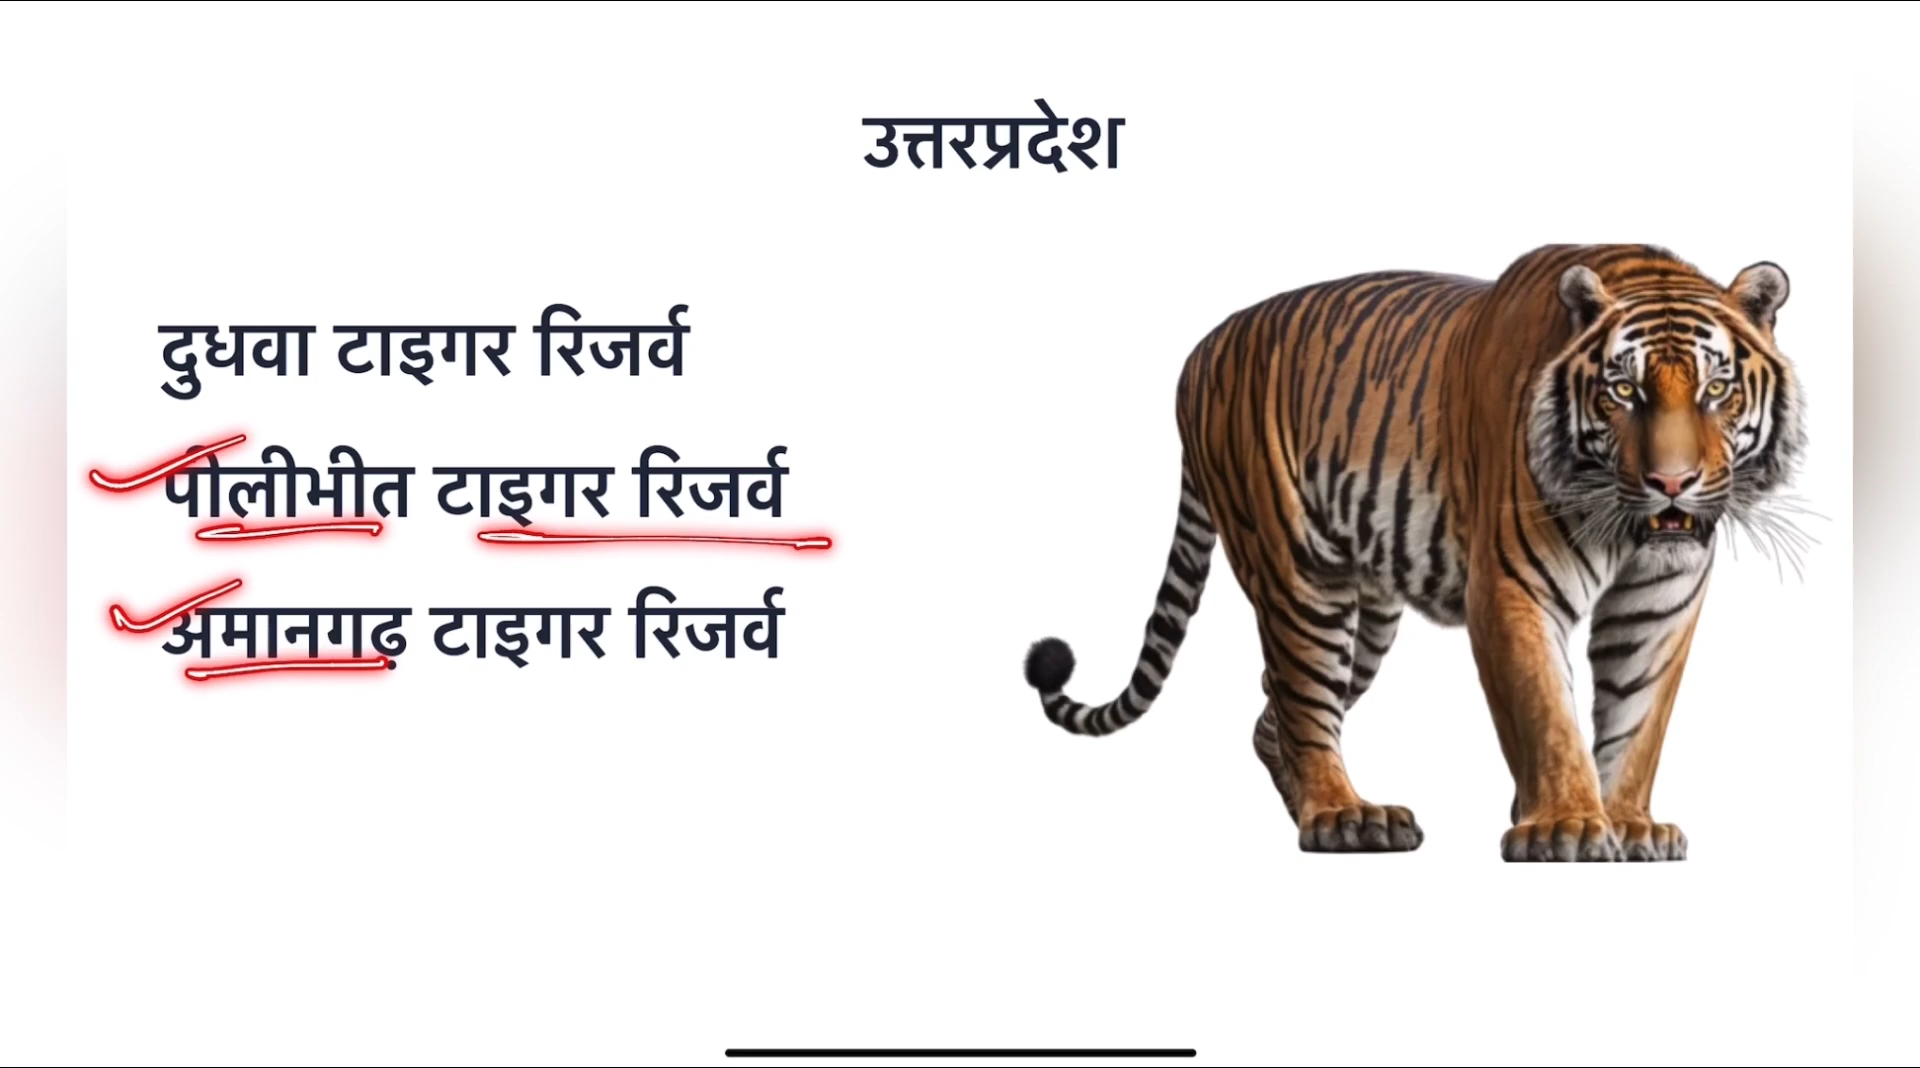 उत्तरप्रदेश
दुधवा टाइगर रिजर्व
पीलीभीत टाइगर रिजर्व
अमानगढ़ टाइगर रिजर्व